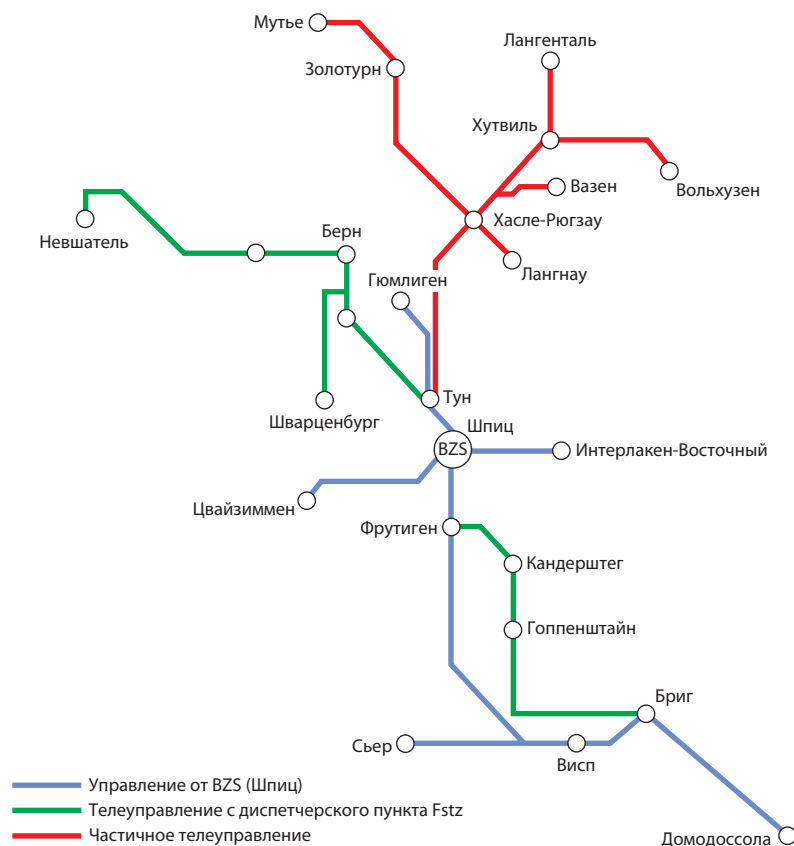 Мутье
Золотурн
Лангенталь
Хутвиль
Вазен
Вольхузен
Хасле-Рюгзау
Невшатель
Берн
Гюмлиген
Лангнау
Тун
Шварценбург
Шпиц
BZS
Интерлакен-Восточный
Цвайзиммен
Фрутиген
Кандерштег
Гоппенштайн
Бриг
Сьер
Висп
Домодоссола
Управление от BZS (Шпиц)
Телеуправление с диспетчерского пункта Fstz
Частичное телеуправление